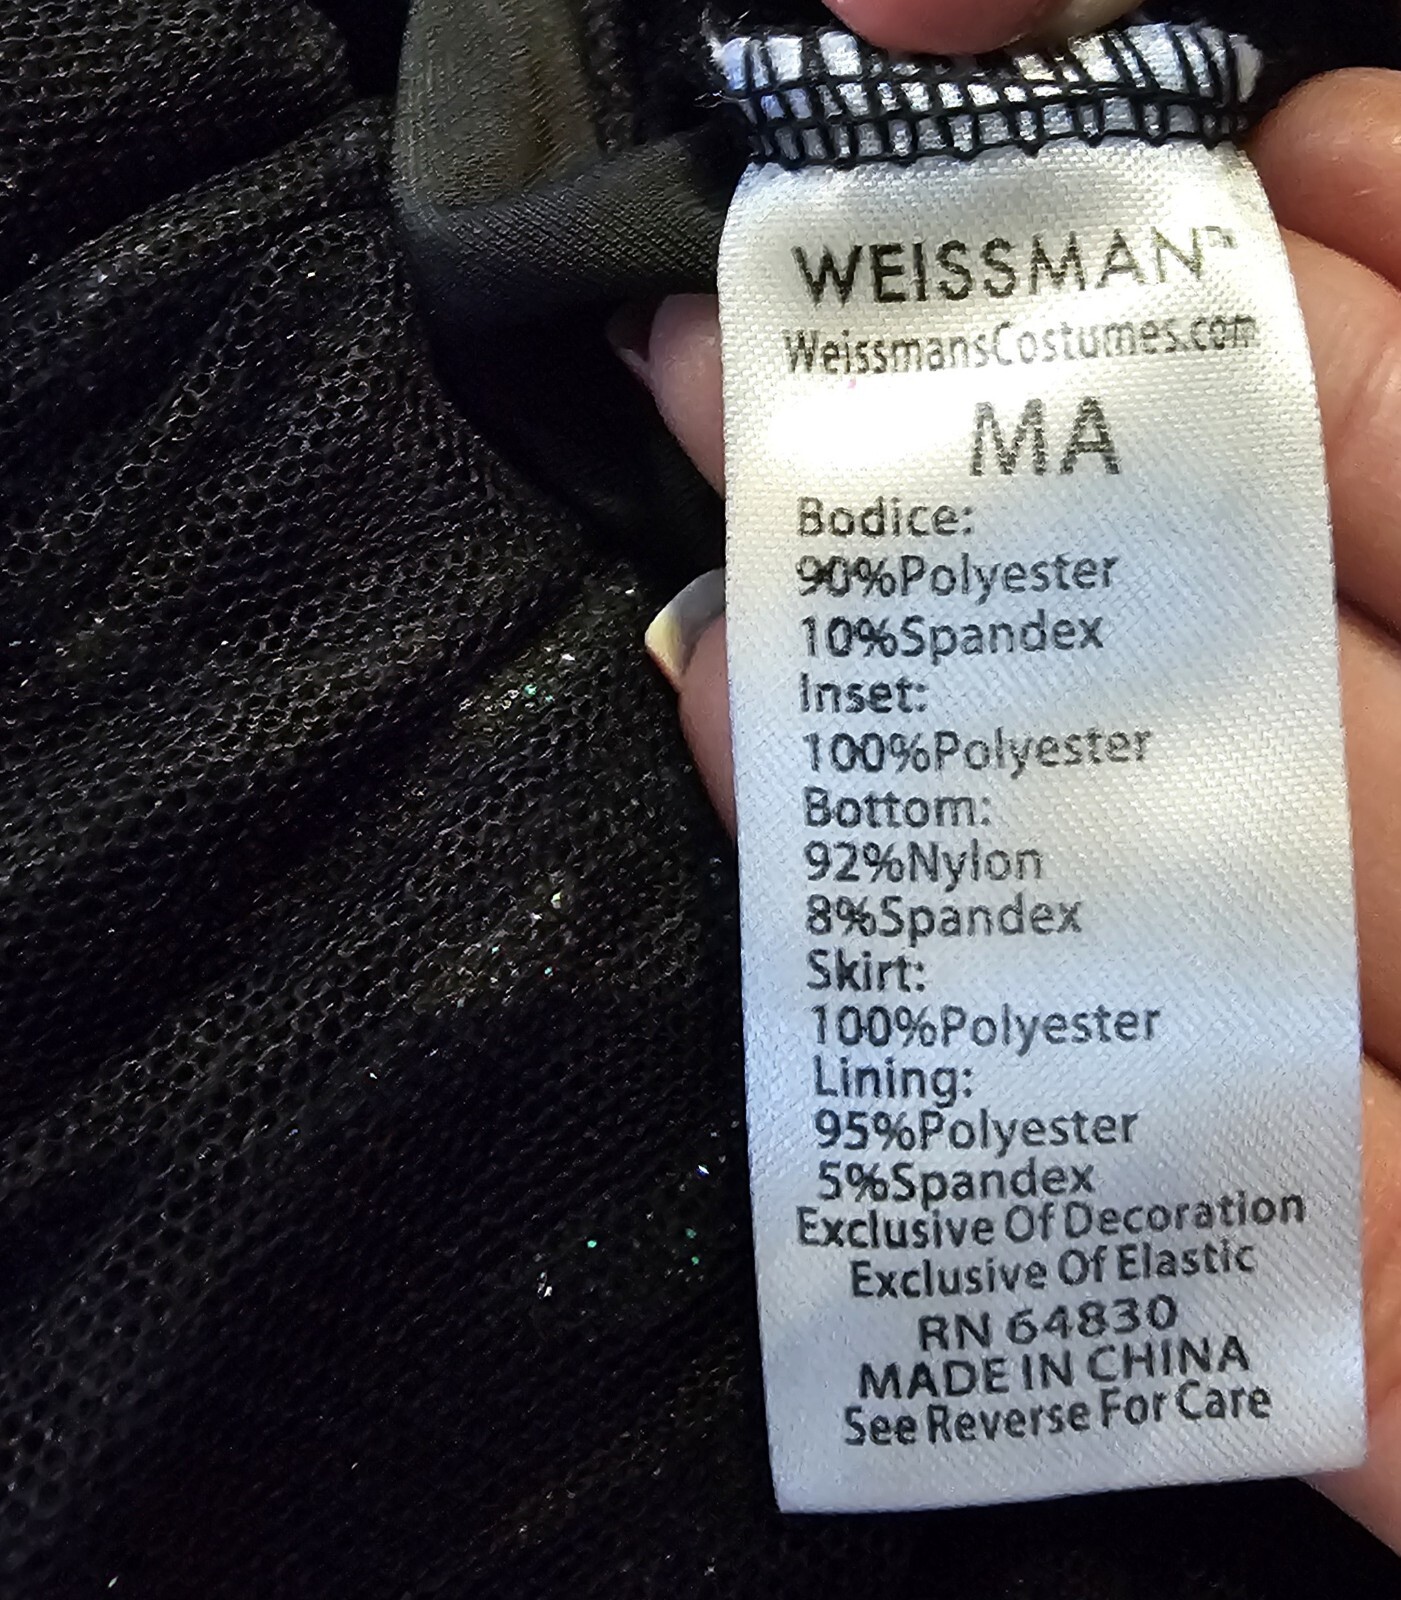 WEISSMAN™
WeissmansCostumes.com
MA
Bodice:
90%Polyester
10%Spandex
Inset:
100%Polyester
Bottom:
92%Nylon
8%Spandex
Skirt:
100%Polyester
Lining:
95%Polyester
5%Spandex
Exclusive Of Decoration
Exclusive Of Elastic
RN 64830
MADE IN CHINA
See Reverse For Care